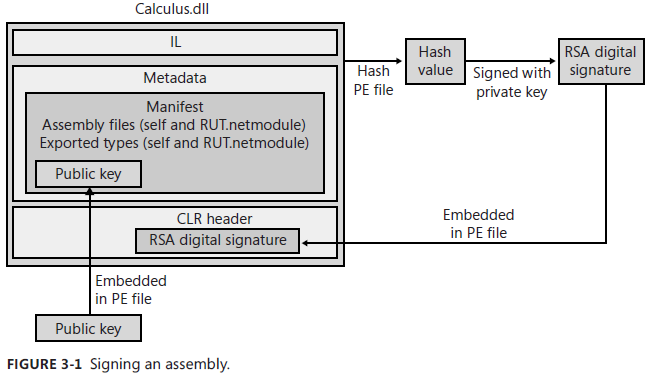 Calculus.dll
IL
Metadata
Manifest
Assembly files (self and RUT.netmodule)
Exported types (self and RUT.netmodule)
Public key
CLR header
RSA digital signature
Hash
PE file
Hash
value
Signed with
private key
RSA digital
signature
Embedded
in PE file
Embedded
in PE file
Public key
FIGURE 3-1 Signing an assembly.